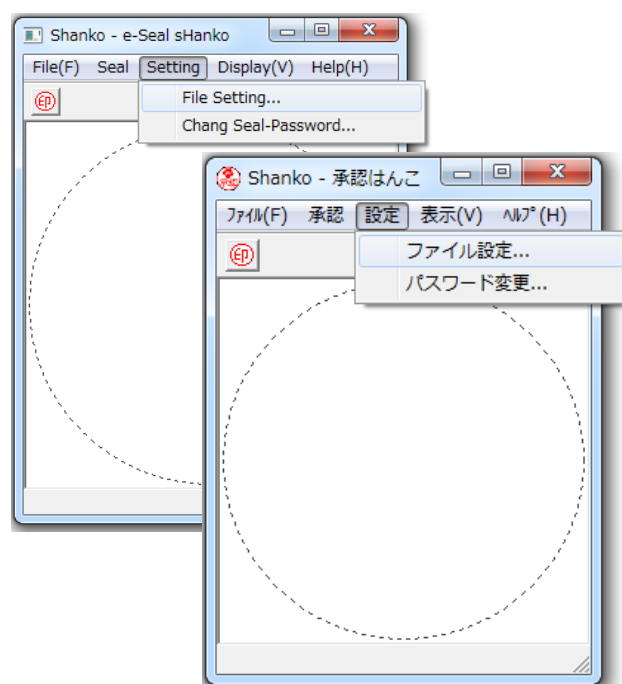 Shanko - e-Seal sHanko
File(F) Seal Setting Display(V) Help(H)
印
File Setting...
Chang Seal-Password...
Shanko - 承認はんこ
ﾌｧｲﾙ(F) 承認 設定 表示(V) ﾍﾙﾌﾟ(H)
印
ファイル設定...
パスワード変更...